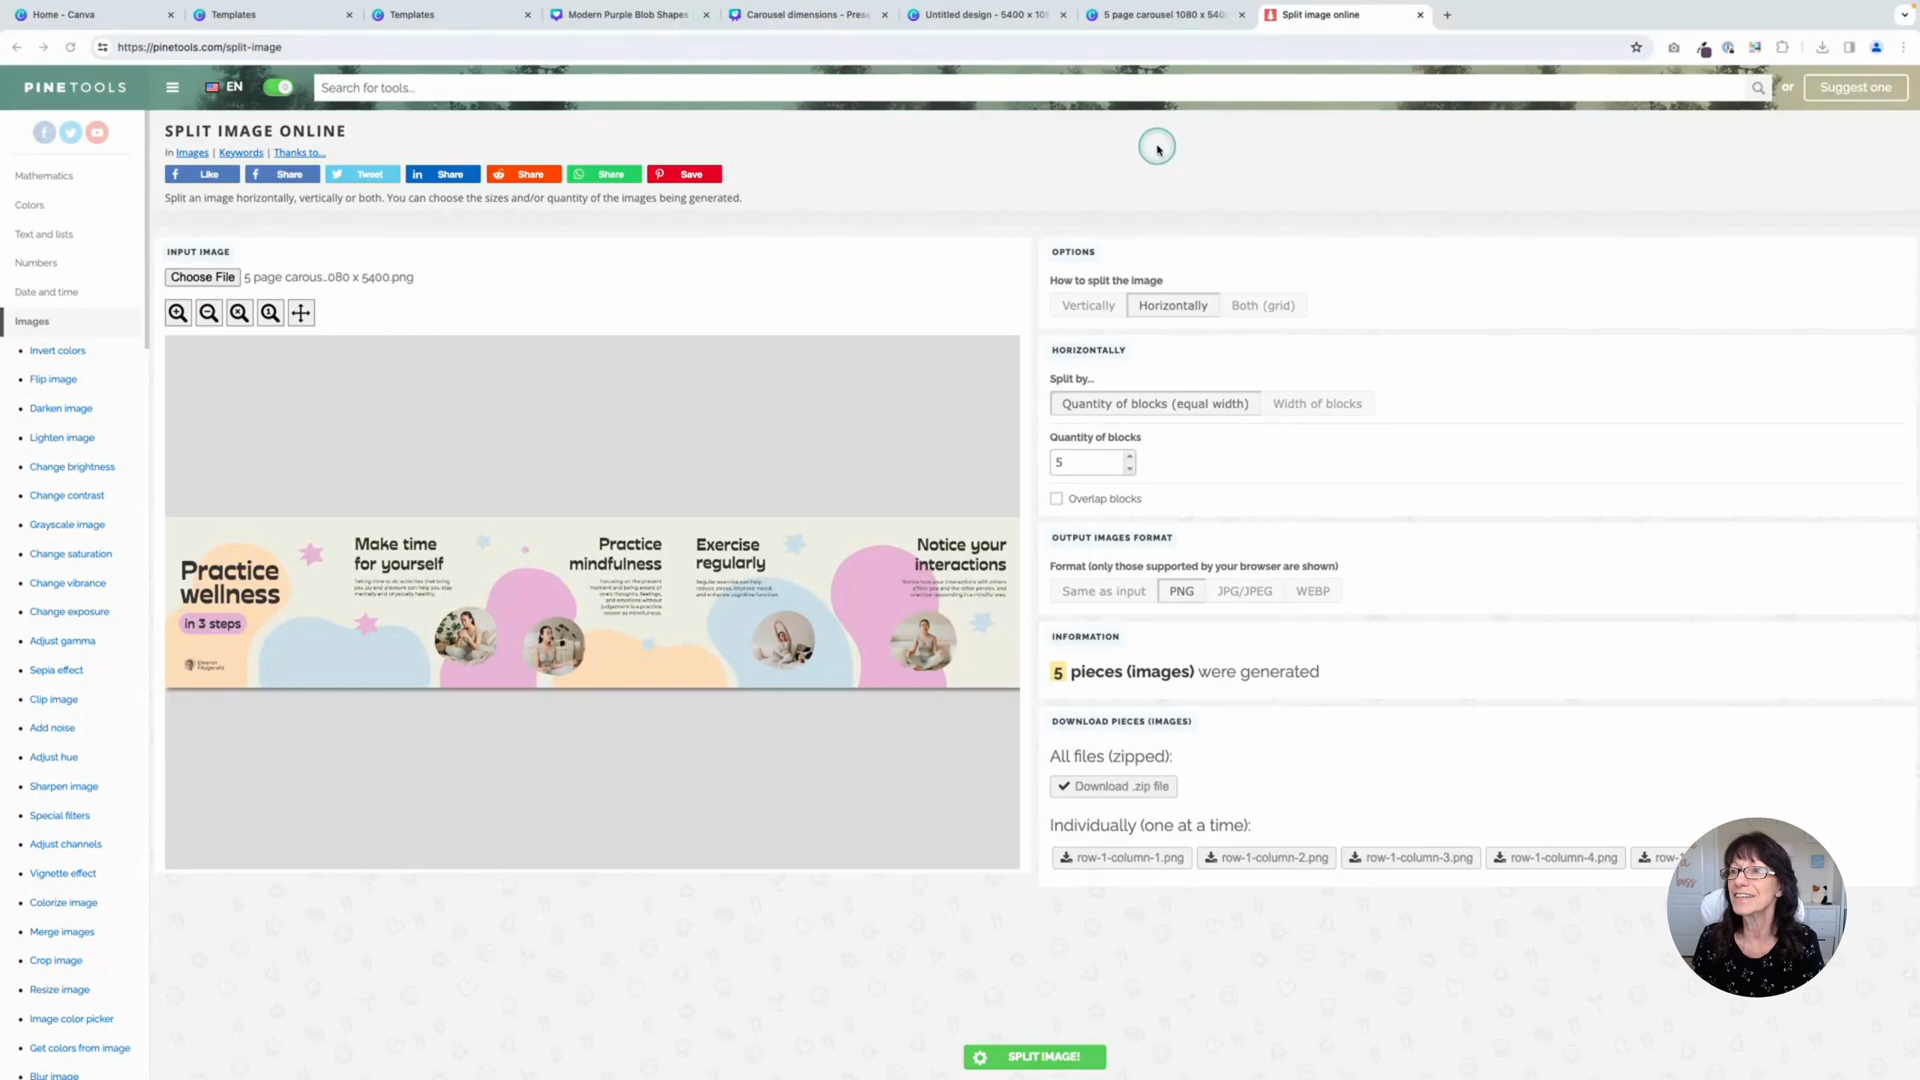 Home - Canva
Templates
Templates
Modern Purple Blob Shapes
Carousel dimensions - Prese
Untitled design - 5400 x 108
5 page carousel 1080 x 540
Split image online
https://pinetools.com/split-image
PINETOOLS
EN
Search for tools...
or
Suggest one
SPLIT IMAGE ONLINE
In Images | Keywords | Thanks to...
Like
Share
Tweet
Share
Share
Share
Save
Split an image horizontally, vertically or both. You can choose the sizes and/or quantity of the images being generated.
Mathematics
Colors
Text and lists
Numbers
Date and time
Images
Invert colors
Flip image
Darken image
Lighten image
Change brightness
Change contrast
Grayscale image
Change saturation
Change vibrance
Change exposure
Adjust gamma
Sepia effect
Clip image
Add noise
Adjust hue
Sharpen image
Special filters
Adjust channels
Vignette effect
Colorize image
Merge images
Crop image
Resize image
Image color picker
Get colors from image
Blur image
INPUT IMAGE
Choose File 5 page carous..080 x 5400.png
Practice
wellness
in 3 steps
Eleanor
Fitzgerald
Make time
for yourself
Practice
mindfulness
Exercise
regularly
Notice your
interactions
OPTIONS
How to split the image
Vertically
Horizontally
Both (grid)
HORIZONTALLY
Split by...
Quantity of blocks (equal width)
Width of blocks
Quantity of blocks
5
Overlap blocks
OUTPUT IMAGES FORMAT
Format (only those supported by your browser are shown)
Same as input
PNG
JPG/JPEG
WEBP
INFORMATION
5 pieces (images) were generated
DOWNLOAD PIECES (IMAGES)
All files (zipped):
Download .zip file
Individually (one at a time):
row-1-column-1.png
row-1-column-2.png
row-1-column-3.png
row-1-column-4.png
row-
SPLIT IMAGE!